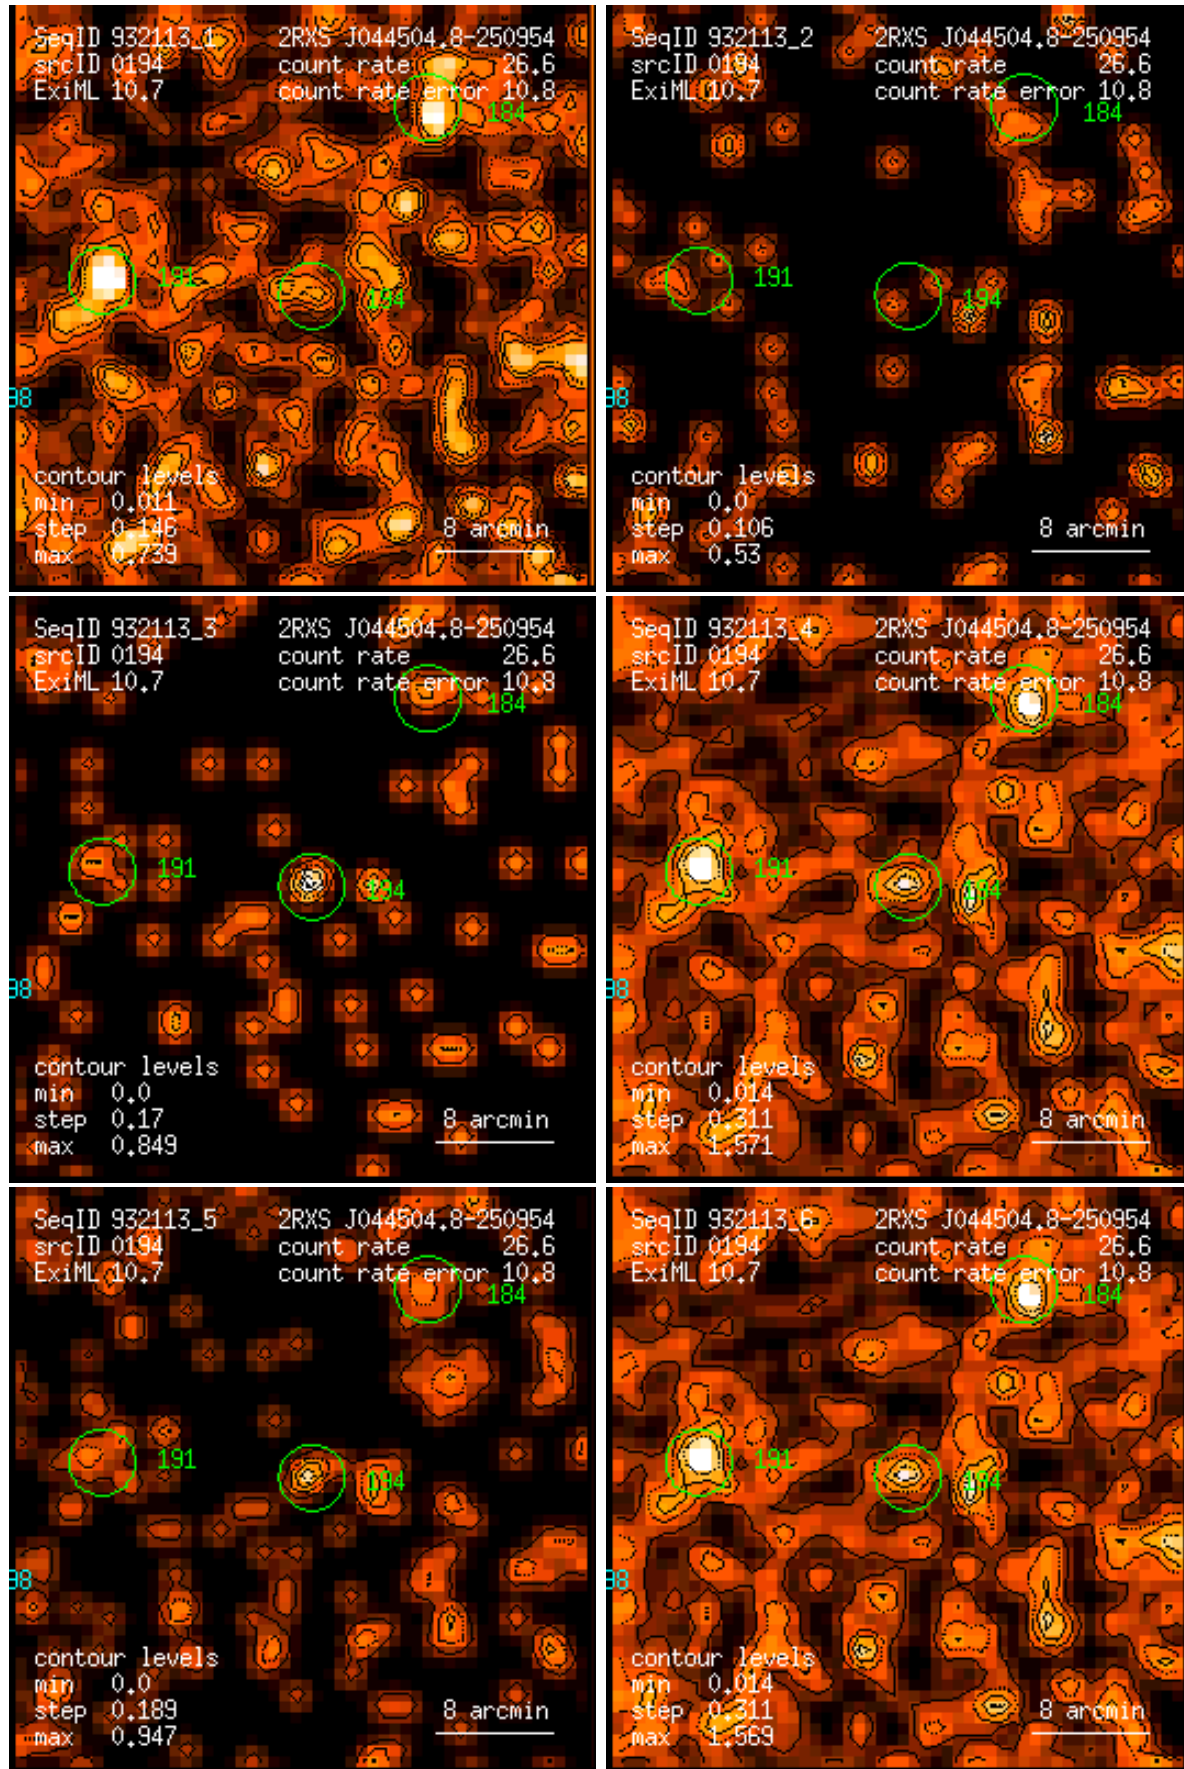 SeqID 932113_1 2RXS J044504.8-250954
srcID 0194 count rate 26.6
ExiML 10.7 count rate error 10.8
184
191
194
98
contour levels
min 0.011
step 0.146 8 arcmin
max 0.739
SeqID 932113_2 2RXS J044504.8-250954
srcID 0194 count rate 26.6
ExiML 10.7 count rate error 10.8
184
191
194
98
contour levels
min 0.0
step 0.106 8 arcmin
max 0.53
SeqID 932113_3 2RXS J044504.8-250954
srcID 0194 count rate 26.6
ExiML 10.7 count rate error 10.8
184
191
194
98
contour levels
min 0.0
step 0.17 8 arcmin
max 0.849
SeqID 932113_4 2RXS J044504.8-250954
srcID 0194 count rate 26.6
ExiML 10.7 count rate error 10.8
184
191
194
98
contour levels
min 0.014
step 0.311 8 arcmin
max 1.571
SeqID 932113_5 2RXS J044504.8-250954
srcID 0194 count rate 26.6
ExiML 10.7 count rate error 10.8
184
191
194
98
contour levels
min 0.0
step 0.189 8 arcmin
max 0.947
SeqID 932113_6 2RXS J044504.8-250954
srcID 0194 count rate 26.6
ExiML 10.7 count rate error 10.8
184
191
194
98
contour levels
min 0.014
step 0.311 8 arcmin
max 1.569